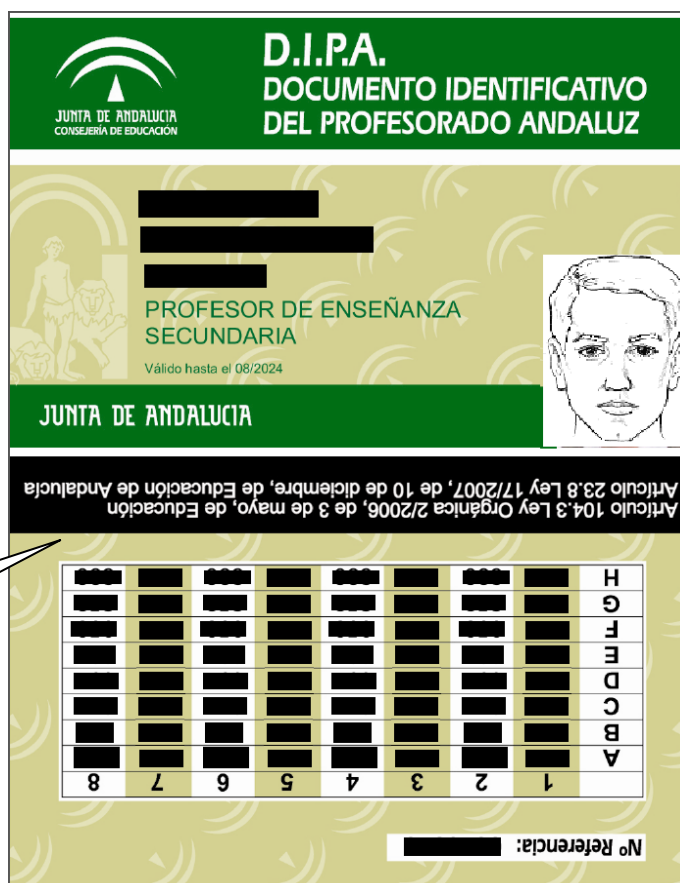 JUNTA DE ANDALUCIA
CONSEJERÍA DE EDUCACIÓN
D.I.P.A.
DOCUMENTO IDENTIFICATIVO
DEL PROFESORADO ANDALUZ
PROFESOR DE ENSEÑANZA
SECUNDARIA
Válido hasta el 08/2024
JUNTA DE ANDALUCIA
Nº Referencia:
1 2 3 4 5 6 7 8
A
B
C
D
E
F
G
H
Artículo 104.3 Ley Orgánica 2/2006, de 3 de mayo, de Educación
Artículo 23.8 Ley 17/2007, de 10 de diciembre, de Educación de Andalucía